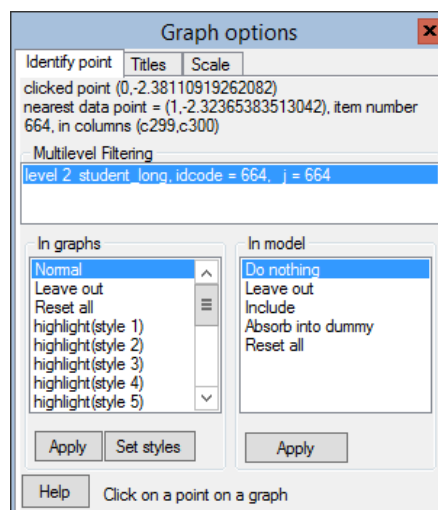 Graph options
x
Identify point
Titles
Scale
clicked point (0,-2.38110919262082)
nearest data point = (1,-2.32365383513042), item number
664, in columns (c299,c300)
Multilevel Filtering
level 2 student_long, idcode = 664, j = 664
In graphs
Normal
Leave out
Reset all
highlight(style 1)
highlight(style 2)
highlight(style 3)
highlight(style 4)
highlight(style 5)
Apply
Set styles
In model
Do nothing
Leave out
Include
Absorb into dummy
Reset all
Apply
Help
Click on a point on a graph